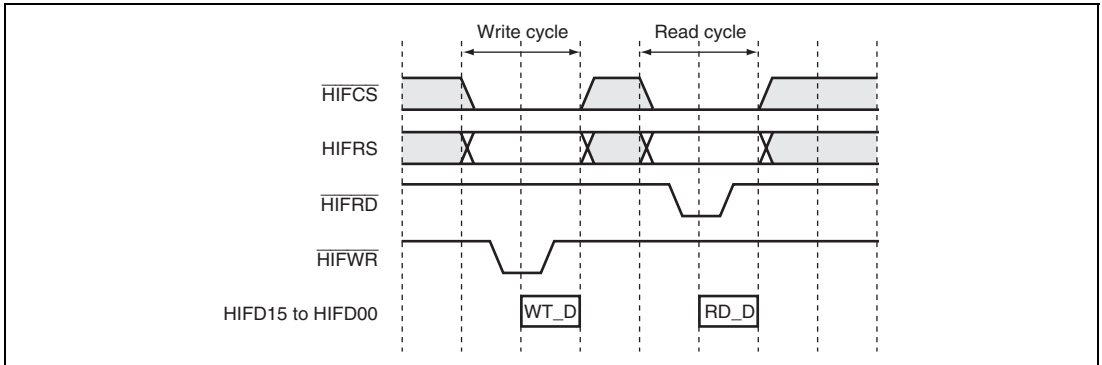 Write cycle Read cycle
HIFCS
HIFRS
HIFRD
HIFWR
HIFD15 to HIFD00 WT_D RD_D